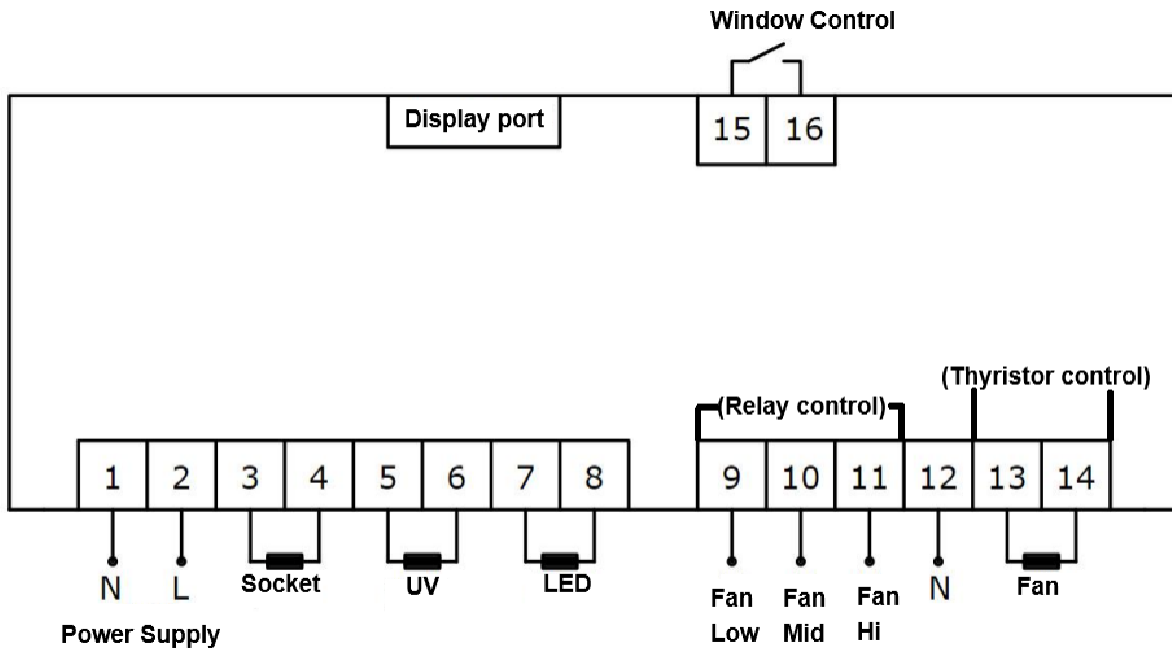 Window Control
Display port
15 16
(Thyristor control)
(Relay control)
1 2 3 4 5 6 7 8 9 10 11 12 13 14
N L Socket UV LED Fan Low Fan Mid Fan Hi N Fan
Power Supply